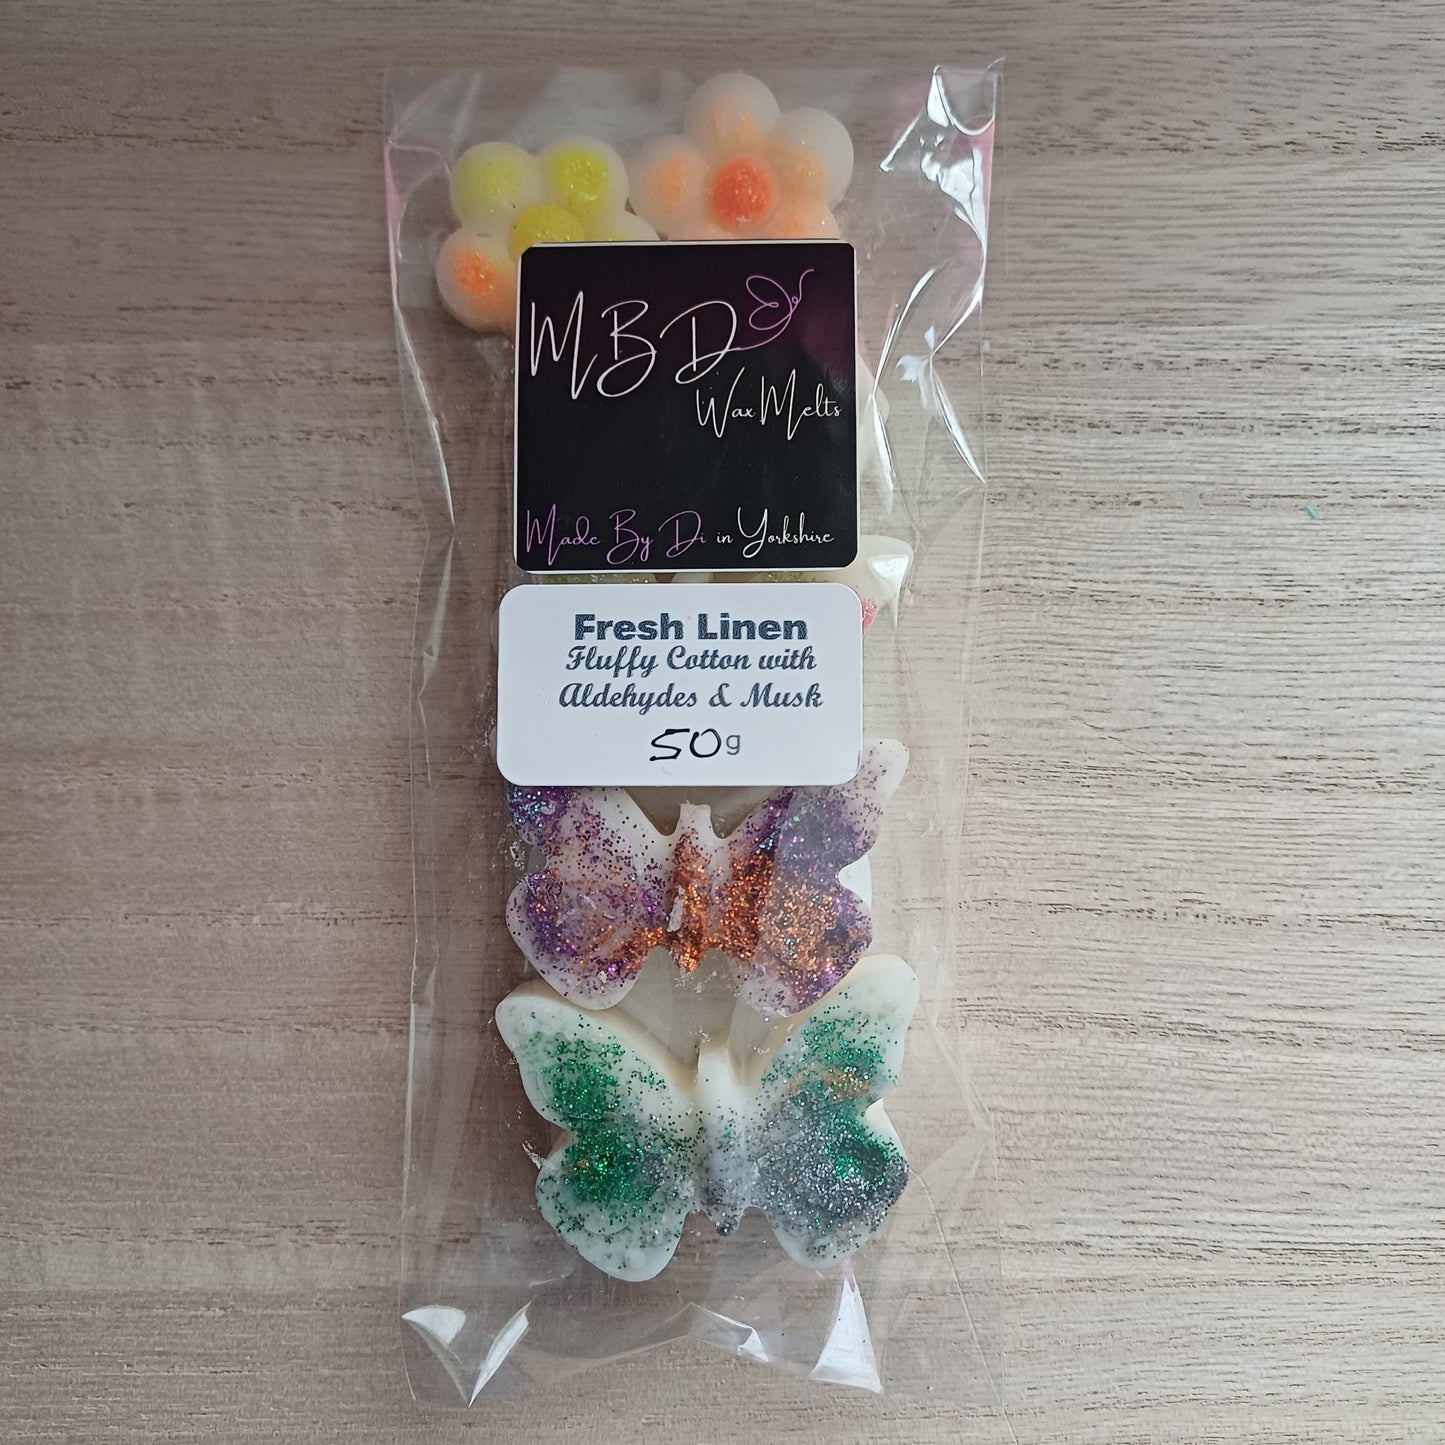 MBD
Wax Melts
Made By Di in Yorkshire
Fresh Linen
Fluffy Cotton with
Aldehydes & Musk
50g